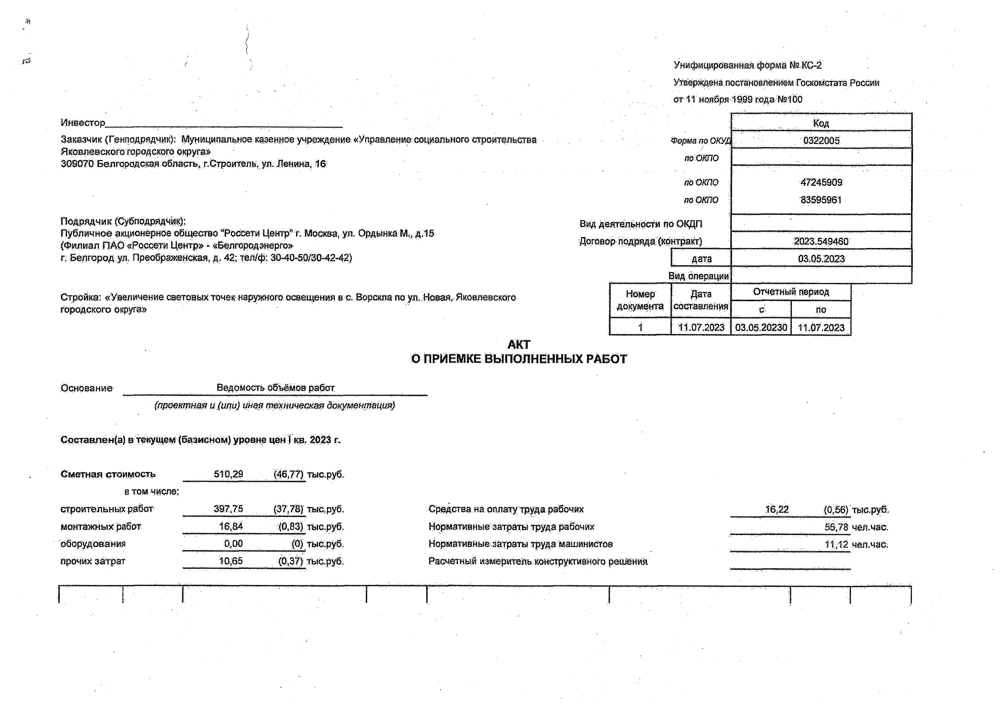 Унифицированная форма № КС-2
Утверждена постановлением Госкомстата России
от 11 ноября 1999 года №100
Код
Инвестор
Форма по ОКУД 0322005
Заказчик (Генподрядчик): Муниципальное казенное учреждение «Управление социального строительства
Яковлевского городского округа»
309070 Белгородская область, г.Строитель, ул. Ленина, 16
по ОКПО
по ОКПО 47245909
по ОКПО 83595961
Подрядчик (Субподрядчик):
Публичное акционерное общество "Россети Центр" г. Москва, ул. Ордынка М., д.15
(Филиал ПАО «Россети Центр» - «Белгородэнерго»
г. Белгород ул. Преображенская, д. 42; тел/ф: 30-40-50/30-42-42)
Вид деятельности по ОКДП
Договор подряда (контракт) 2023.549460
дата 03.05.2023
Вид операции
Стройка: «Увеличение световых точек наружного освещения в с. Ворскла по ул. Новая, Яковлевского
городского округа»
Номер документа Дата составления Отчетный период
с по
1 11.07.2023 03.05.20230 11.07.2023
АКТ
О ПРИЕМКЕ ВЫПОЛНЕННЫХ РАБОТ
Основание Ведомость объёмов работ
(проектная и (или) иная техническая документация)
Составлен(а) в текущем (базисном) уровне цен I кв. 2023 г.
Сметная стоимость 510,29 (46,77) тыс.руб.
в том числе:
строительных работ 397,75 (37,78) тыс.руб. Средства на оплату труда рабочих 16,22 (0,56) тыс.руб.
монтажных работ 16,84 (0,83) тыс.руб. Нормативные затраты труда рабочих 55,78 чел.час.
оборудования 0,00 (0) тыс.руб. Нормативные затраты труда машинистов 11,12 чел.час.
прочих затрат 10,65 (0,37) тыс.руб. Расчетный измеритель конструктивного решения